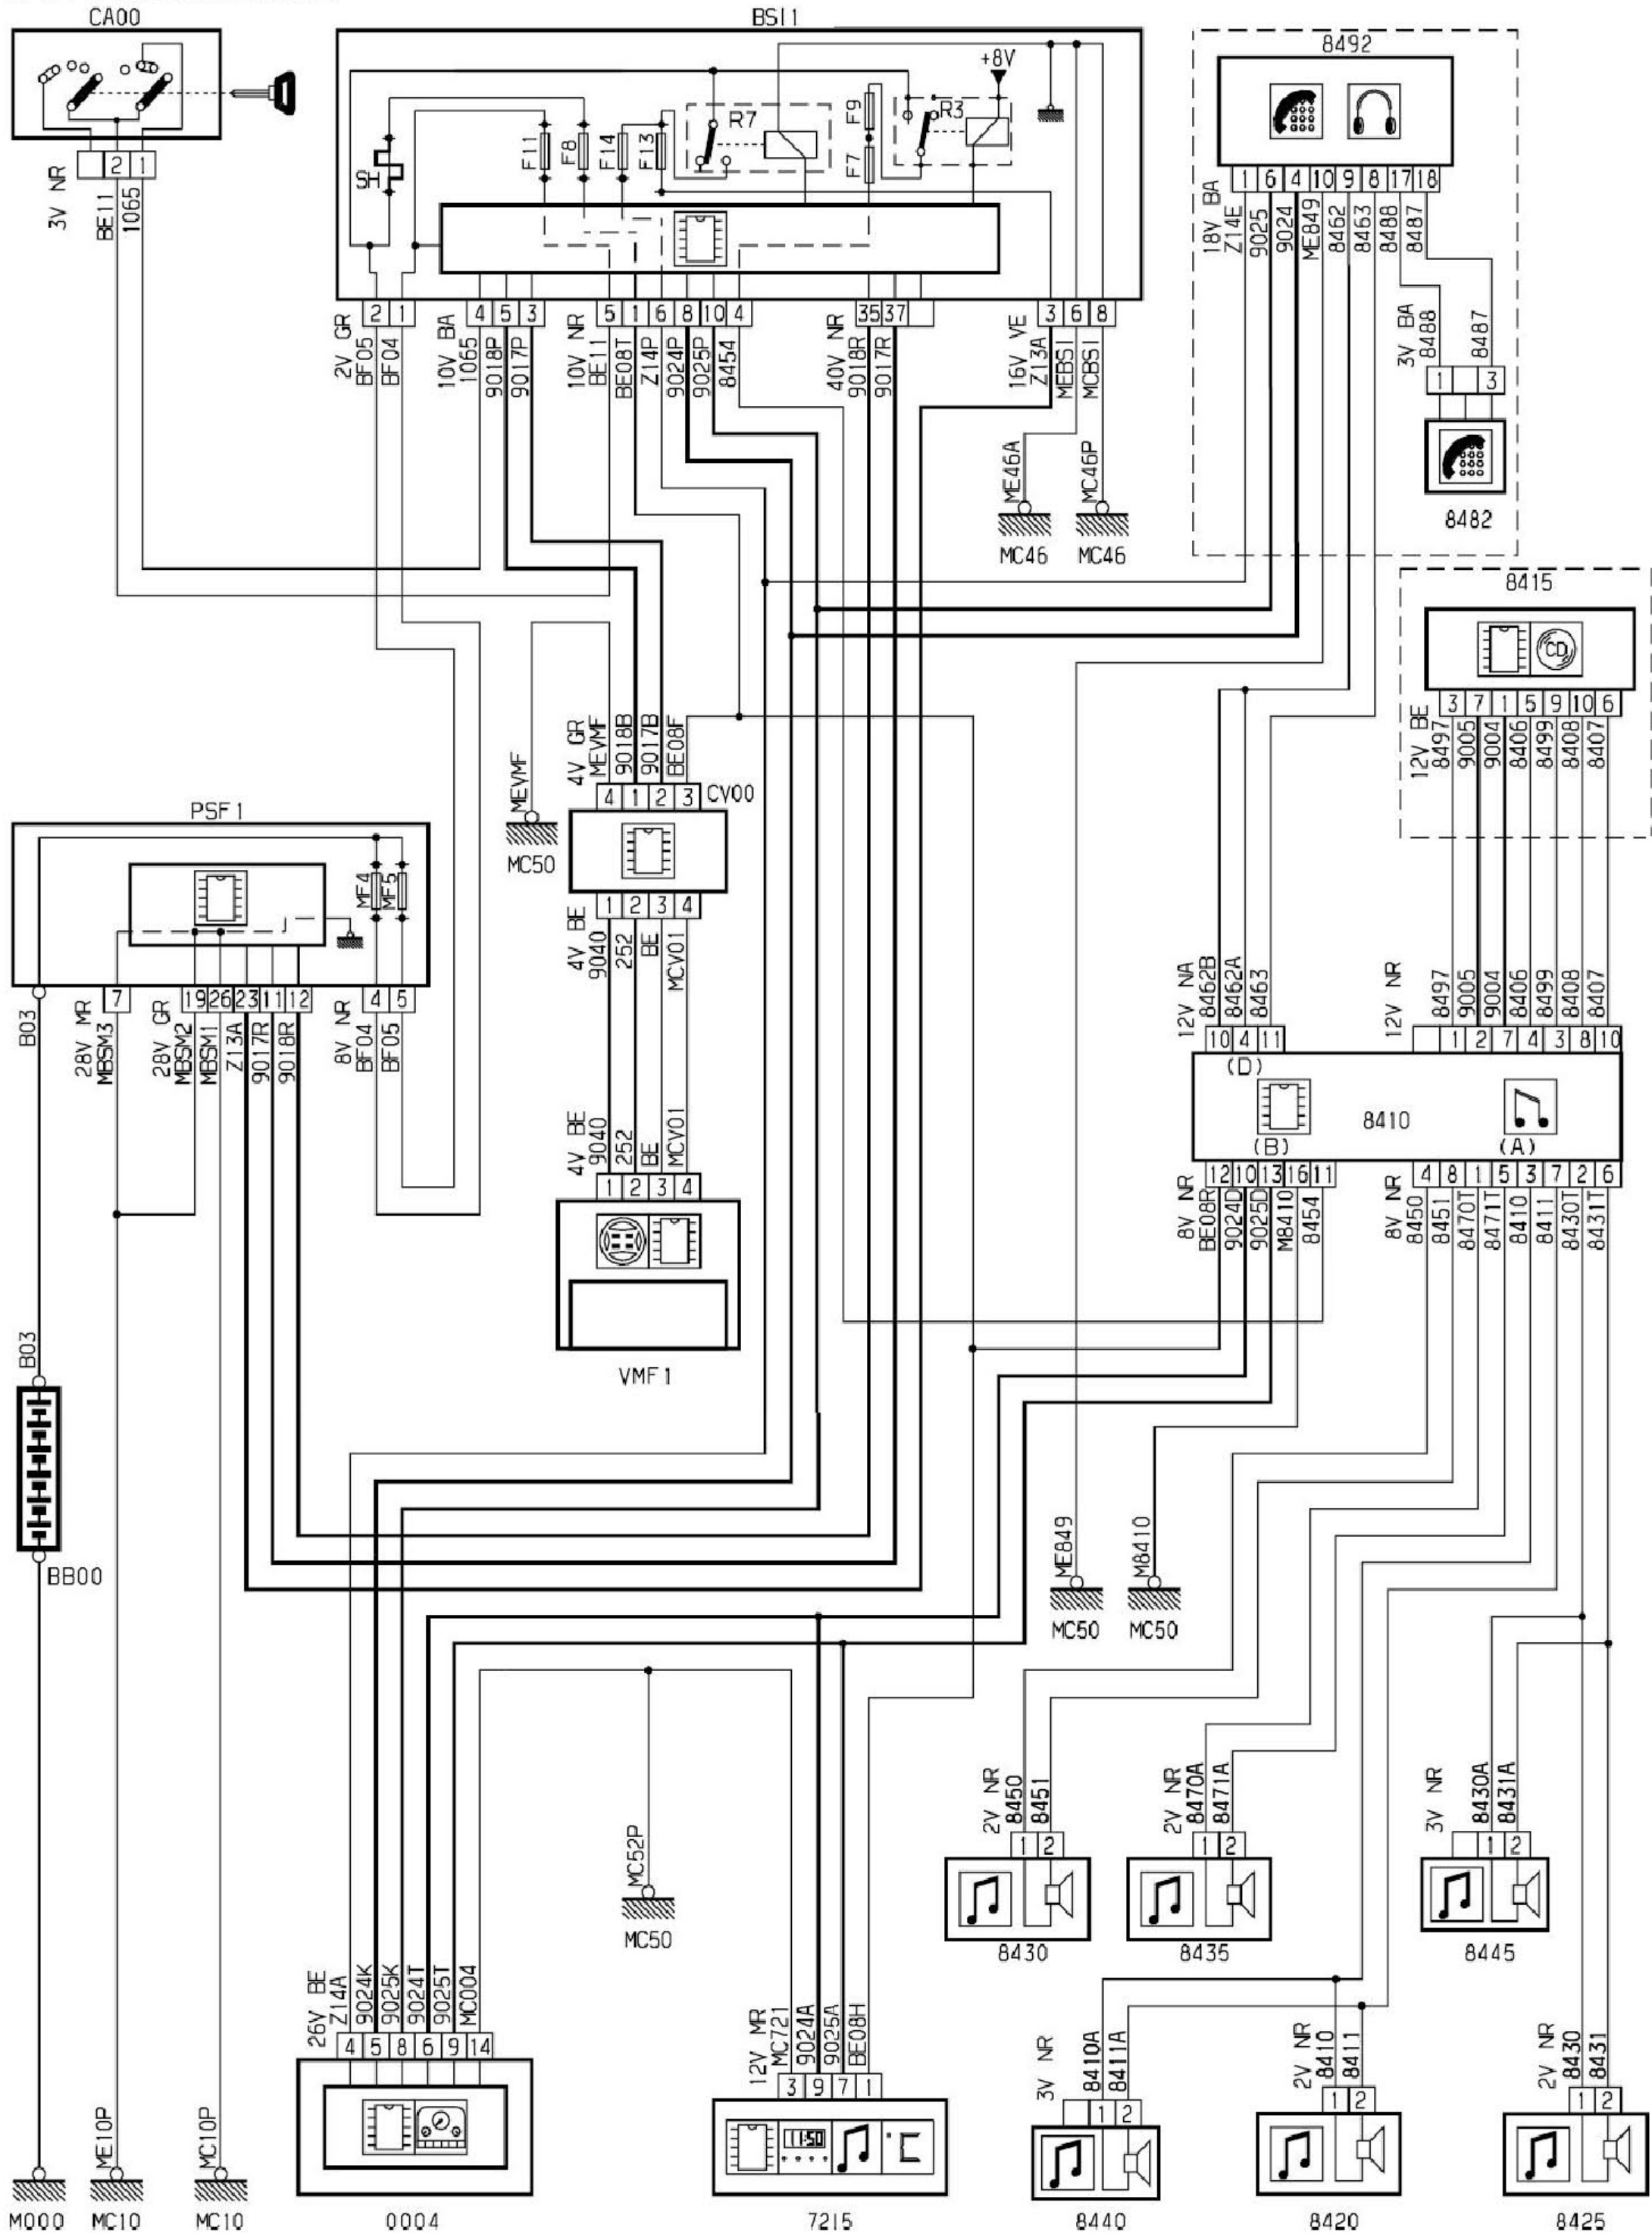 CA00
BSI1
8492
+8V
R7
R3
F9
F7
F11
F8
F14
F13
SH
2 1
3V NR
BE11
1065
1 6 4 10 9 8 17 18
18V BA
Z14E
9025
9024
ME849
8462
8463
8488
8487
2 1
4 5 3
5 1 6 8 10 4
35 37
3 6 8
2V GR
BF05
BF04
10V BA
1065
9018P
9017P
10V NR
BE11
BE08T
Z14P
9024P
9025P
8454
40V NR
9018R
9017R
16V VE
Z13A
MEBSI
MCBSI
3V BA
8488
8487
1 3
8482
ME46A
MC46P
MC46
MC46
8415
CD
3 7 1 5 9 10 6
12V BE
8497
9005
9004
8406
8499
8408
8407
MEVMF
MC50
4V GR
MEVMF
9018B
9017B
BE08F
4 1 2 3
CV00
1 2 3 4
4V BE
9040
252
BE
MCV01
PSF1
MF4
MF5
7
19 26 23 11 12
4 5
B03
28V MR
MBSM3
28V GR
MBSM2
MBSM1
Z13A
9017R
9018R
8V NR
BF04
BF05
12V NA
8462B
8462A
8463
12V NR
8497
9005
9004
8406
8499
8408
8407
10 4 11
1 2 7 4 3 8 10
(D)
8410
(B)
(A)
12 10 13 16 11
4 8 1 5 3 7 2 6
8V NR
BE08R
9024D
9025D
M8410
8454
8V NR
8450
8451
8470T
8471T
8410
8411
8430T
8431T
4V BE
9040
252
BE
MCV01
1 2 3 4
VMF1
B03
BB00
ME849
MC50
M8410
MC50
MC52P
MC50
2V NR
8450
8451
1 2
8430
2V NR
8470A
8471A
1 2
8435
3V NR
8430A
8431A
1 2
8445
26V BE
Z14A
9024K
9025K
9024T
9025T
MC004
4 5 8 6 9 14
12V MR
MC721
9024A
9025A
BE08H
3 9 7 1
11:50
°C
3V NR
8410A
8411A
1 2
2V NR
8410
8411
1 2
2V NR
8430
8431
1 2
ME10P
MC10P
M000
MC10
MC10
0004
7215
8440
8420
8425